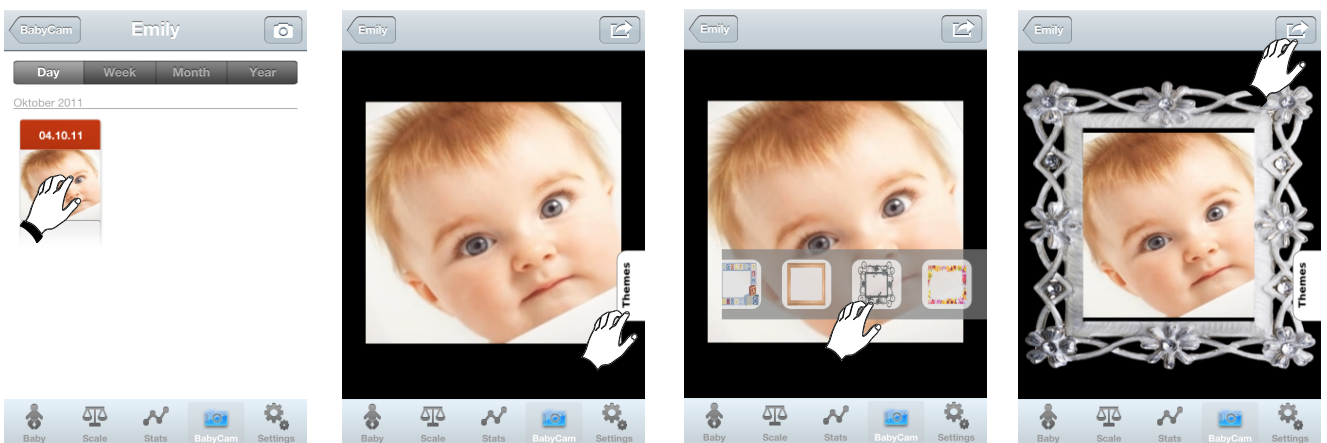 BabyCam Emily
Day Week Month Year
Oktober 2011
04.10.11
Baby Scale Stats BabyCam Settings
Emily
Themes
Baby Scale Stats BabyCam Settings
Emily
Baby Scale Stats BabyCam Settings
Emily
Themes
Baby Scale Stats BabyCam Settings